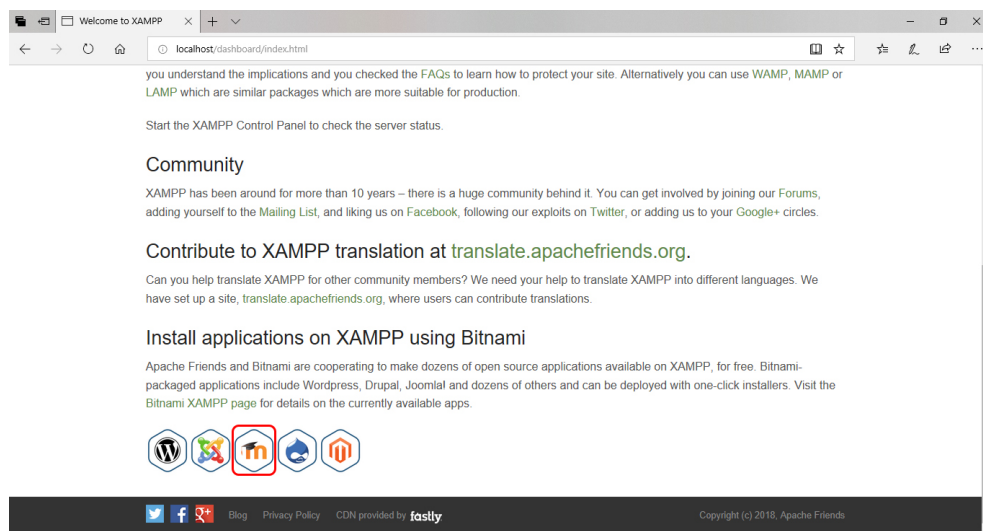 Welcome to XAMPP
localhost/dashboard/index.html
you understand the implications and you checked the FAQs to learn how to protect your site. Alternatively you can use WAMP, MAMP or
LAMP which are similar packages which are more suitable for production.
Start the XAMPP Control Panel to check the server status.
Community
XAMPP has been around for more than 10 years – there is a huge community behind it. You can get involved by joining our Forums,
adding yourself to the Mailing List, and liking us on Facebook, following our exploits on Twitter, or adding us to your Google+ circles.
Contribute to XAMPP translation at translate.apachefriends.org.
Can you help translate XAMPP for other community members? We need your help to translate XAMPP into different languages. We
have set up a site, translate.apachefriends.org, where users can contribute translations.
Install applications on XAMPP using Bitnami
Apache Friends and Bitnami are cooperating to make dozens of open source applications available on XAMPP, for free. Bitnami-
packaged applications include Wordpress, Drupal, Joomla! and dozens of others and can be deployed with one-click installers. Visit the
Bitnami XAMPP page for details on the currently available apps.
Blog Privacy Policy CDN provided by fastly. Copyright (c) 2018, Apache Friends